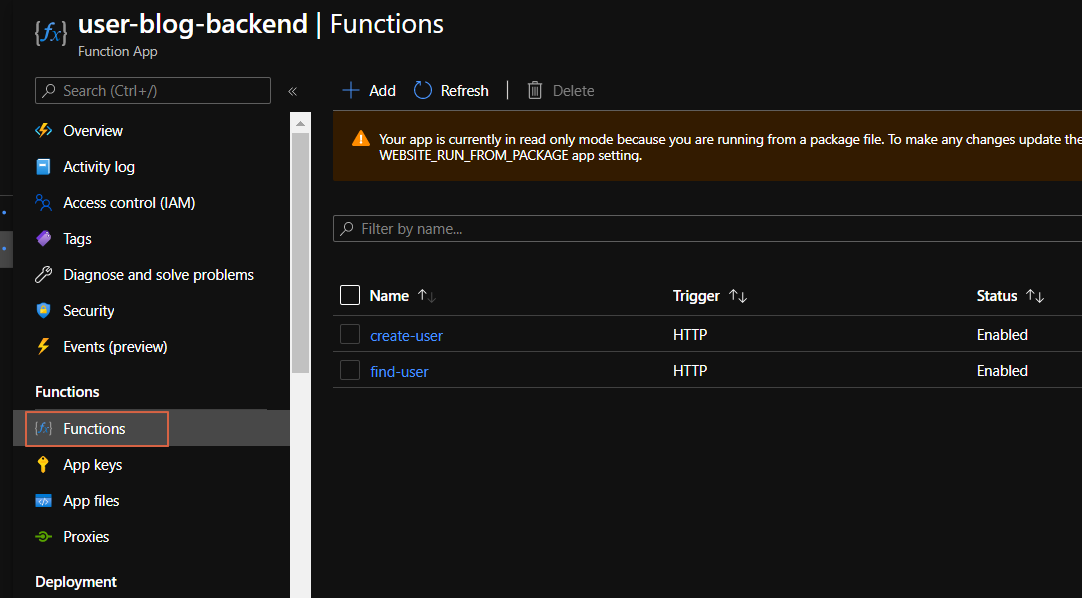 user-blog-backend | Functions
Function App
Search (Ctrl+/)
«
Overview
Activity log
Access control (IAM)
Tags
Diagnose and solve problems
Security
Events (preview)
Functions
Functions
App keys
App files
Proxies
Deployment
Add Refresh Delete
Your app is currently in read only mode because you are running from a package file. To make any changes update the
WEBSITE_RUN_FROM_PACKAGE app setting.
Filter by name...
Name ↑↓ Trigger ↑↓ Status ↑↓
create-user HTTP Enabled
find-user HTTP Enabled